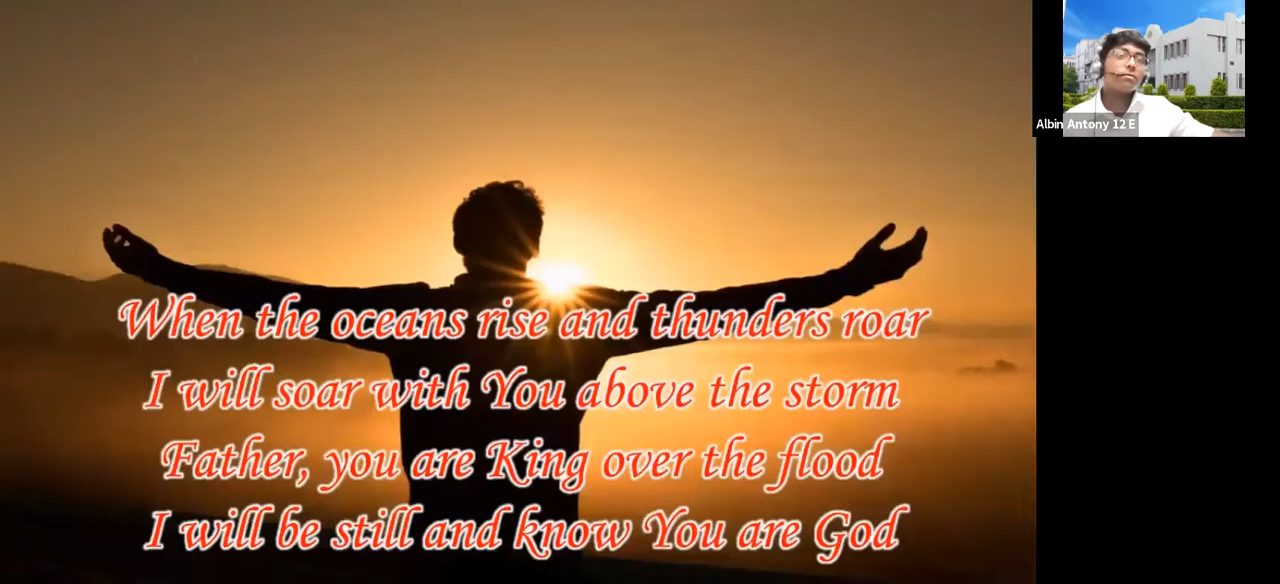 When the oceans rise and thunders roar
I will soar with You above the storm
Father, you are King over the flood
I will be still and know You are God
Albin Antony 12 E